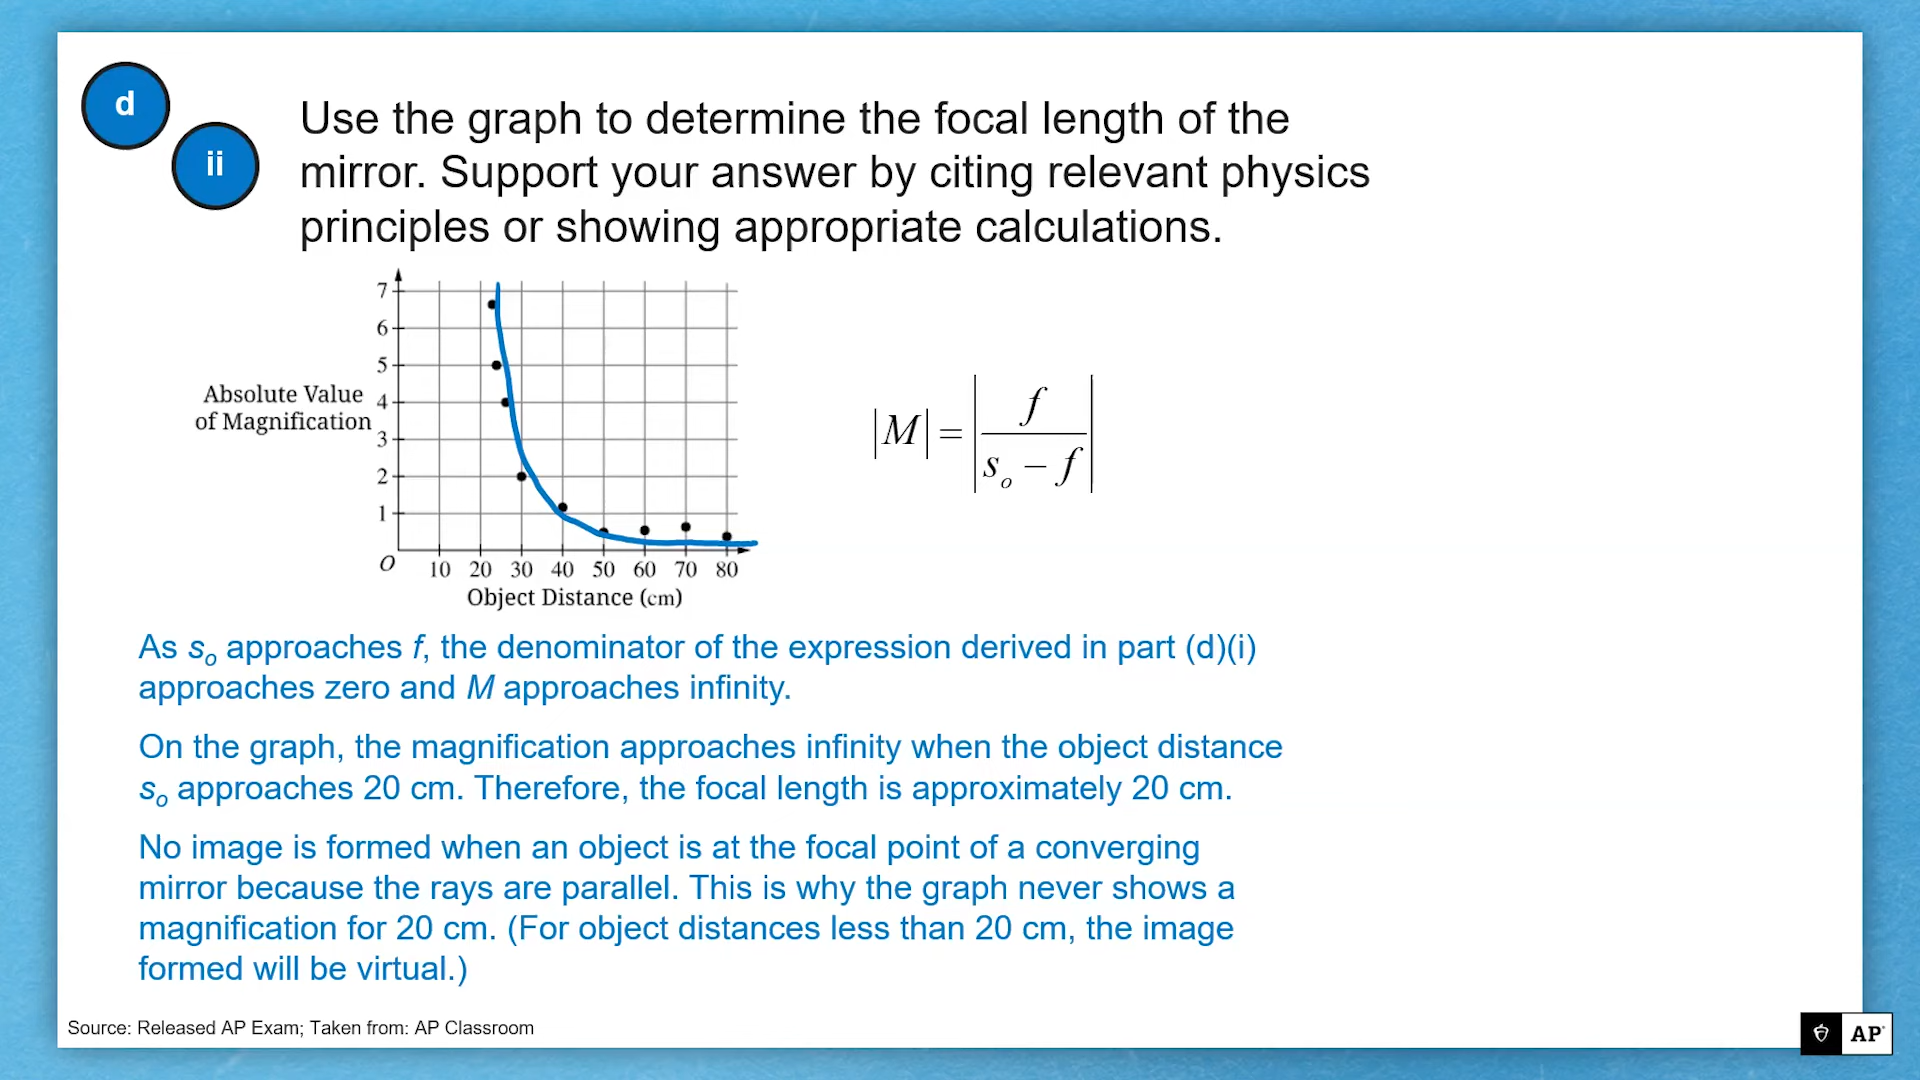 d
ii
Use the graph to determine the focal length of the
mirror. Support your answer by citing relevant physics
principles or showing appropriate calculations.
7
6
5
4
3
2
1
Absolute Value
of Magnification
O
10 20 30 40 50 60 70 80
Object Distance (cm)
|M| = | f / (sₒ − f) |
As sₒ approaches f, the denominator of the expression derived in part (d)(i)
approaches zero and M approaches infinity.
On the graph, the magnification approaches infinity when the object distance
sₒ approaches 20 cm. Therefore, the focal length is approximately 20 cm.
No image is formed when an object is at the focal point of a converging
mirror because the rays are parallel. This is why the graph never shows a
magnification for 20 cm. (For object distances less than 20 cm, the image
formed will be virtual.)
Source: Released AP Exam; Taken from: AP Classroom
AP